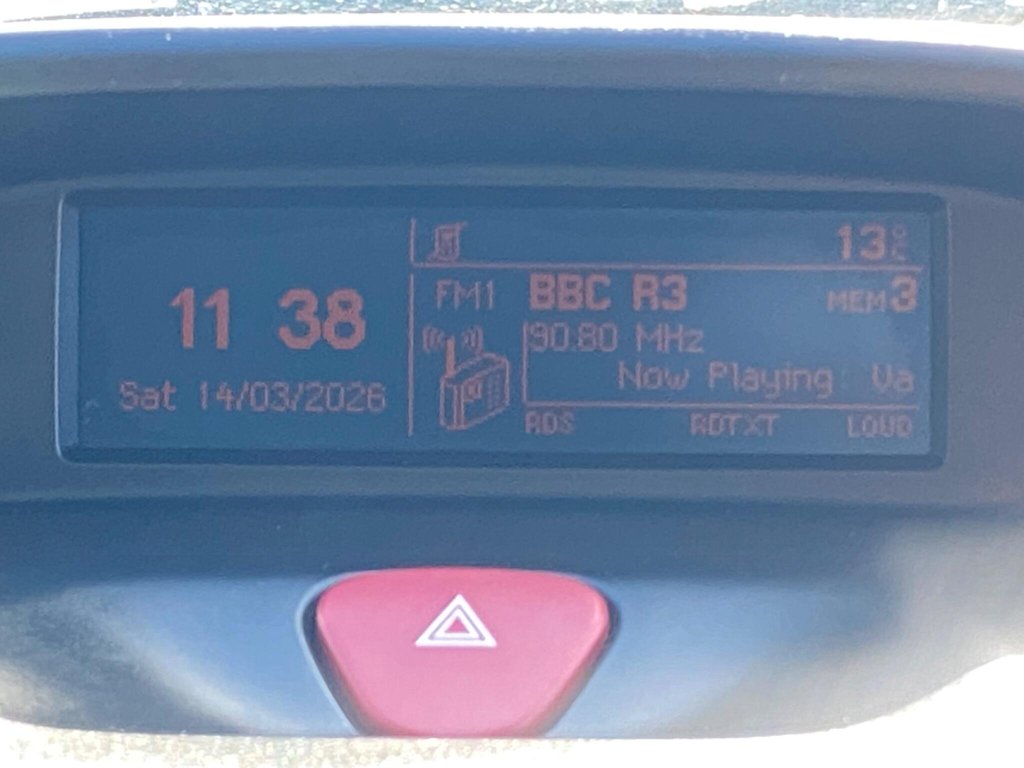 11 38
Sat 14/03/2026
13°C
FM1 BBC R3 MEM3
90.80 MHz
Now Playing Va
RDS RDTXT LOUD